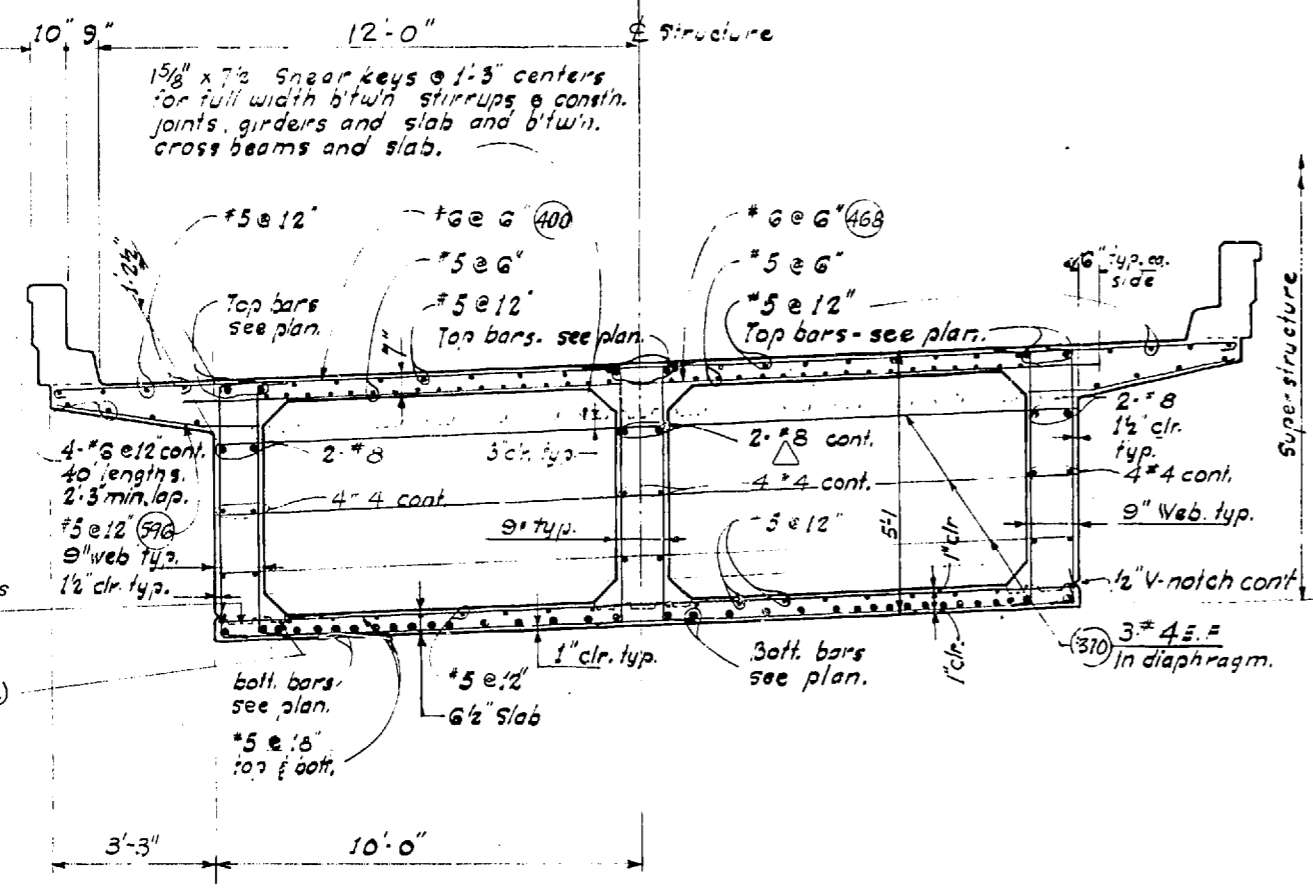 10" 9" 12'-0" ℄ Structure
1⅝" x 7½ Shear keys @ 1'-3" centers
for full width b'tw'n stirrups @ const'n.
joints, girders and slab and b'tw'n.
cross beams and slab.
#5 @ 12"
#6 @ 6" 400
#6 @ 6" 468
#5 @ 6"
#5 @ 6"
6" typ. ea.
side
Top bars
see plan.
#5 @ 12"
Top bars - see plan.
#5 @ 12"
Top bars - see plan.
7"
Superstructure
4-#6 @ 12" cont.
40' lengths.
2'-3" min. lap.
#5 @ 12" 596
9" web typ.
1½" clr. typ.
2-#8
3" clr. typ.
2-#8 cont.
2-#8
1½" clr.
typ.
4-4 cont.
4 #4 cont.
4 #4 cont.
9" typ.
#5 @ 12"
5'-1
1" clr
9" Web. typ.
½" V-notch cont
s
1" clr. typ.
1" clr.
370 3-#4 E.F
in diaphragm.
bott. bars
see plan.
#5 @ 12"
6½" Slab
Bott. bars
see plan.
#5 @ 18"
top & bott.
3'-3" 10'-0"